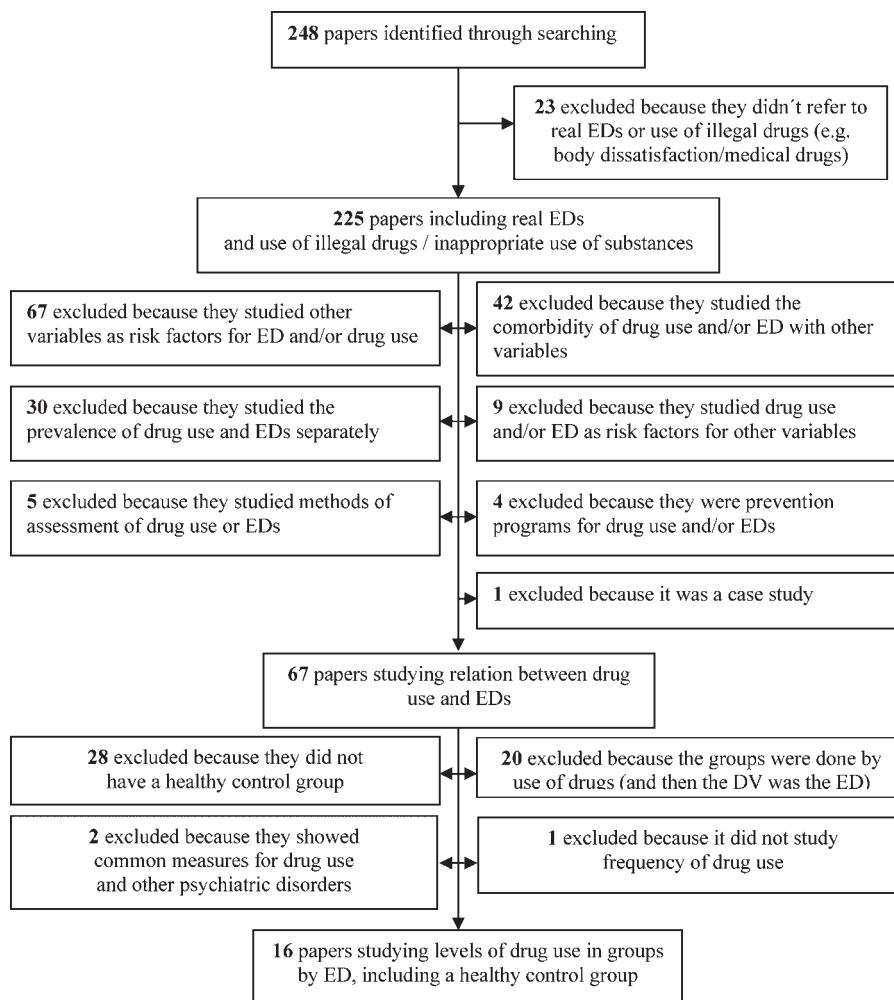 248 papers identified through searching
23 excluded because they didn´t refer to
real EDs or use of illegal drugs (e.g.
body dissatisfaction/medical drugs)
225 papers including real EDs
and use of illegal drugs / inappropriate use of substances
67 excluded because they studied other
variables as risk factors for ED and/or drug use
42 excluded because they studied the
comorbidity of drug use and/or ED with other
variables
30 excluded because they studied the
prevalence of drug use and EDs separately
9 excluded because they studied drug use
and/or ED as risk factors for other variables
5 excluded because they studied methods of
assessment of drug use or EDs
4 excluded because they were prevention
programs for drug use and/or EDs
1 excluded because it was a case study
67 papers studying relation between drug
use and EDs
28 excluded because they did not
have a healthy control group
20 excluded because the groups were done by
use of drugs (and then the DV was the ED)
2 excluded because they showed
common measures for drug use
and other psychiatric disorders
1 excluded because it did not study
frequency of drug use
16 papers studying levels of drug use in groups
by ED, including a healthy control group